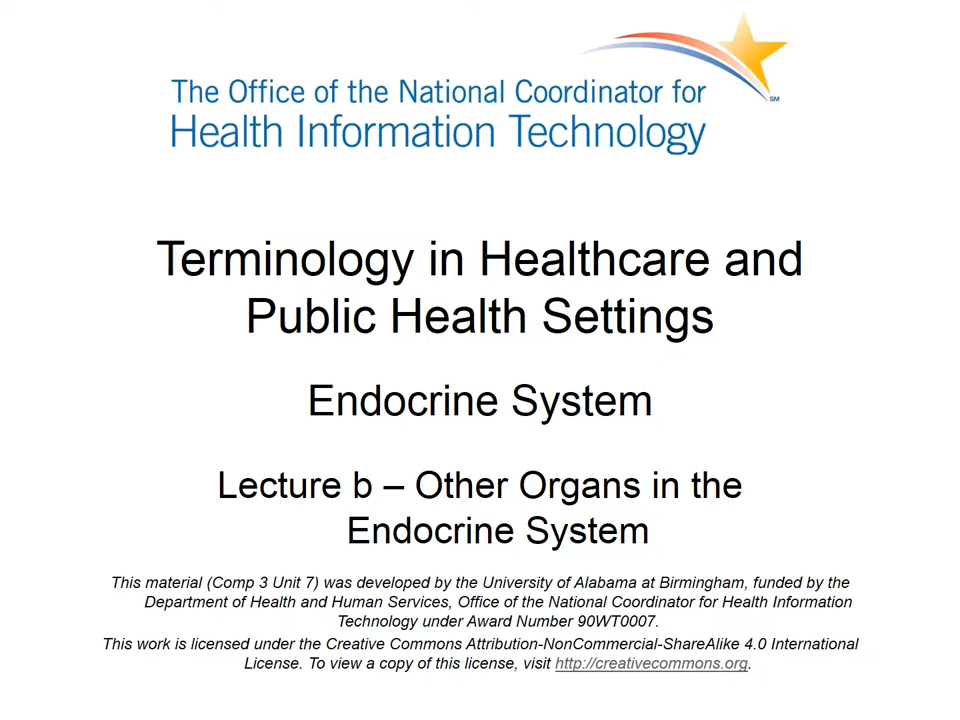 The Office of the National Coordinator for
Health Information Technology
SM
Terminology in Healthcare and
Public Health Settings
Endocrine System
Lecture b – Other Organs in the
Endocrine System
This material (Comp 3 Unit 7) was developed by the University of Alabama at Birmingham, funded by the
Department of Health and Human Services, Office of the National Coordinator for Health Information
Technology under Award Number 90WT0007.
This work is licensed under the Creative Commons Attribution-NonCommercial-ShareAlike 4.0 International
License. To view a copy of this license, visit http://creativecommons.org.